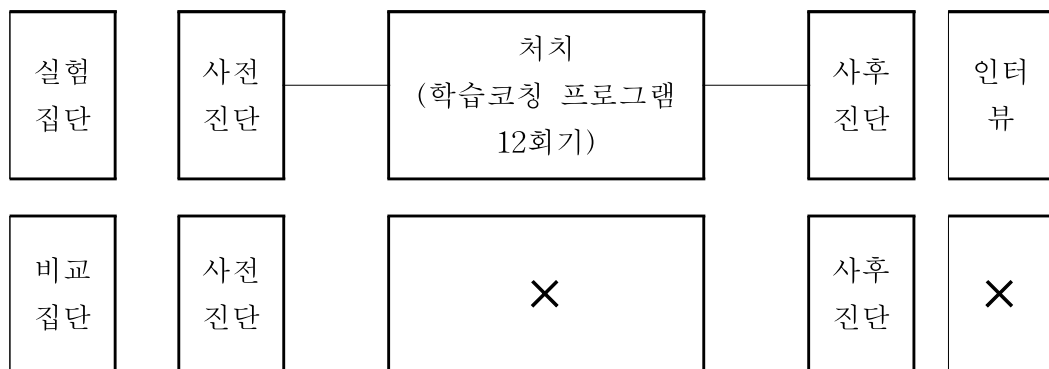 실험
집단
사전
진단
처치
(학습코칭 프로그램
12회기)
사후
진단
인터
뷰
비교
집단
사전
진단
×
사후
진단
×